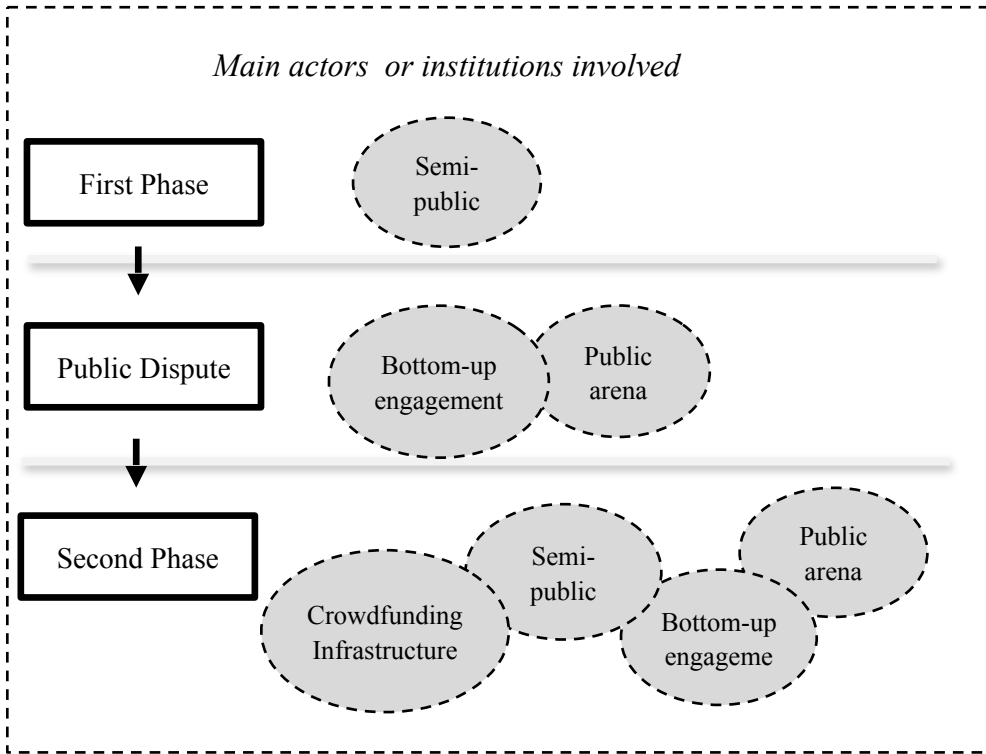 Main actors or institutions involved
First Phase
Semi-
public
Public Dispute
Bottom-up
engagement
Public
arena
Second Phase
Crowdfunding
Infrastructure
Semi-
public
Bottom-up
engageme
Public
arena